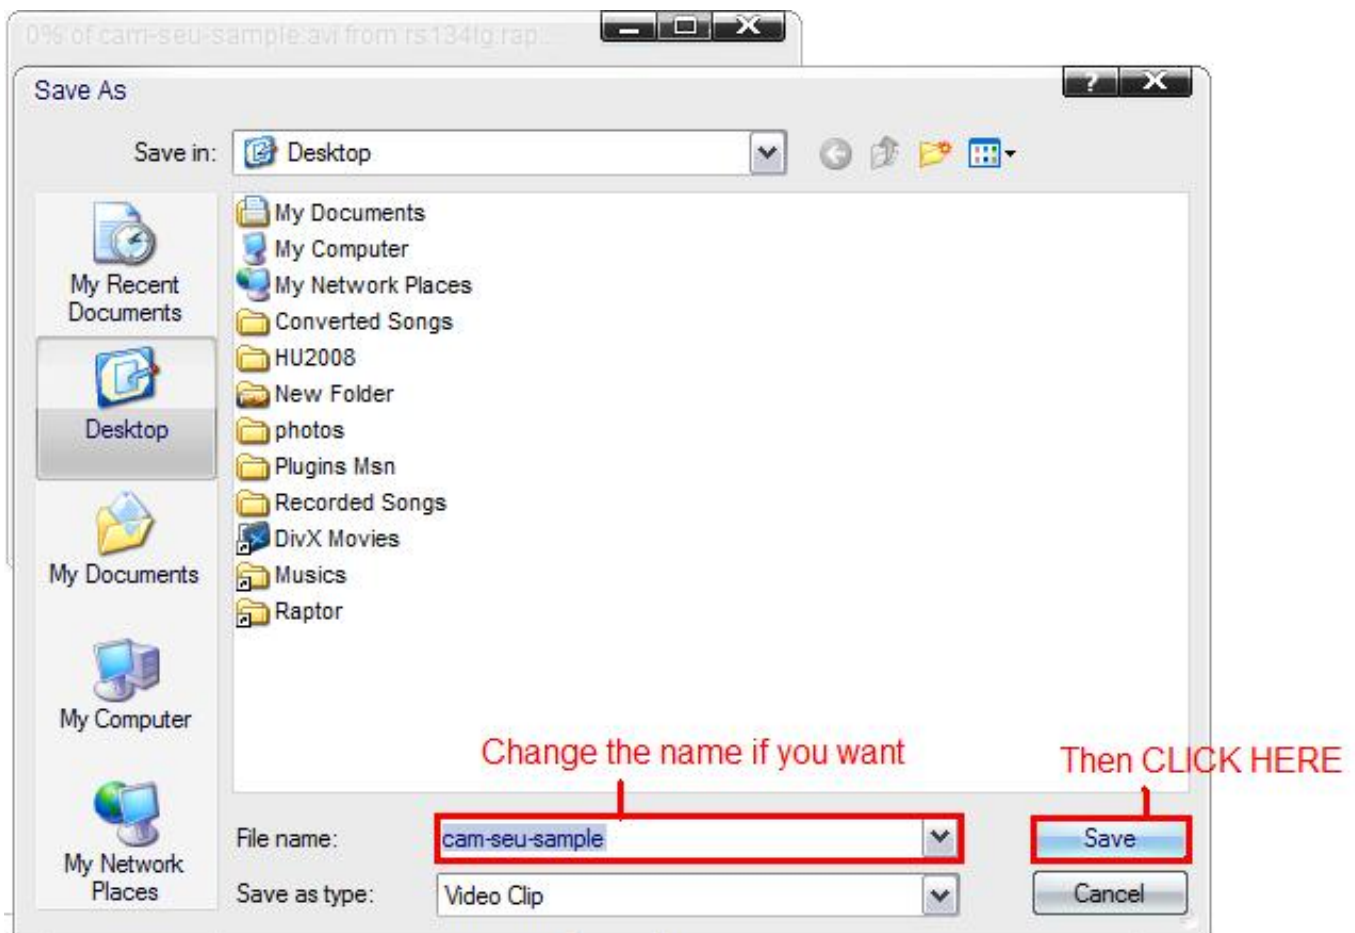 0% of cam-seu-sample.avi from rs134tg.rap...
Save As
Save in:
Desktop
My Recent
Documents
Desktop
My Documents
My Computer
My Network
Places
My Documents
My Computer
My Network Places
Converted Songs
HU2008
New Folder
photos
Plugins Msn
Recorded Songs
DivX Movies
Musics
Raptor
Change the name if you want
Then CLICK HERE
File name:
cam-seu-sample
Save
Save as type:
Video Clip
Cancel